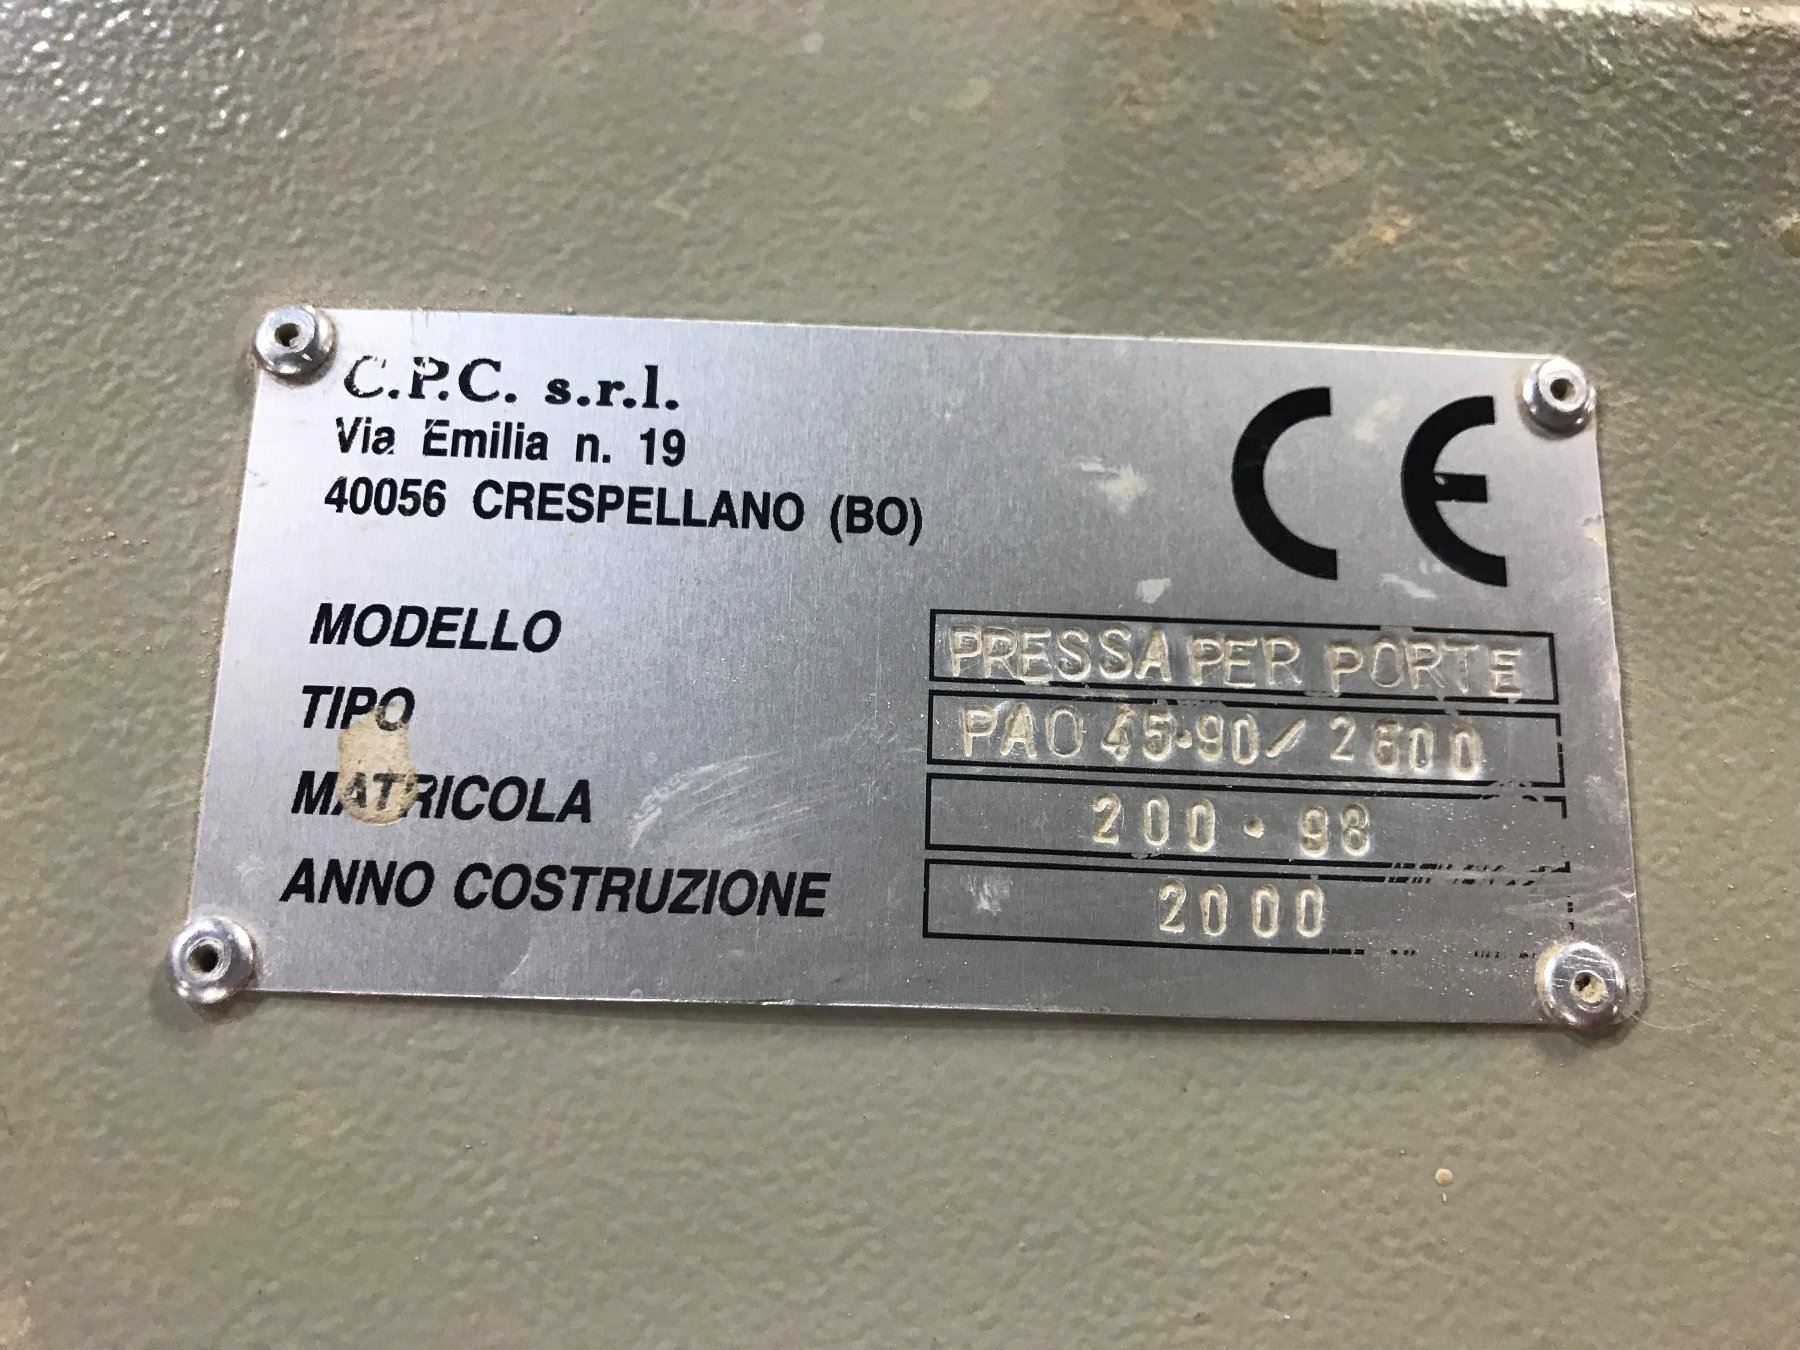 C.P.C. s.r.l.
Via Emilia n. 19
40056 CRESPELLANO (BO)
CE
MODELLO PRESSA PER PORTE
TIPO PAO 45·90/2600
MATRICOLA 200·98
ANNO COSTRUZIONE 2000